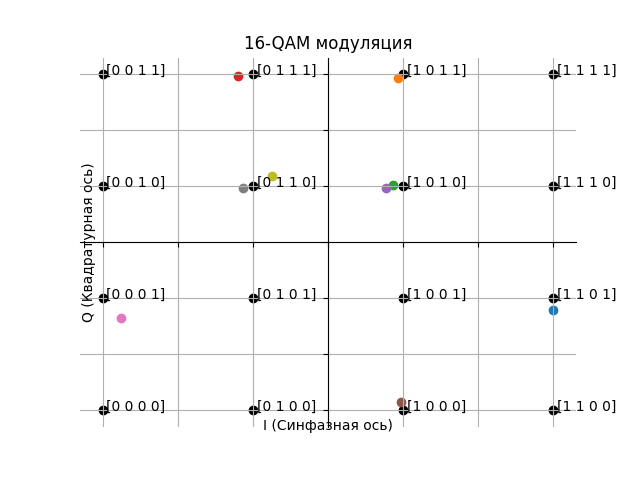 16-QAM модуляция
[0 0 1 1]
[0 1 1 1]
[1 0 1 1]
[1 1 1 1]
[0 0 1 0]
[0 1 1 0]
[1 0 1 0]
[1 1 1 0]
Q (Квадратурная ось)
[0 0 0 1]
[0 1 0 1]
[1 0 0 1]
[1 1 0 1]
[0 0 0 0]
[0 1 0 0]
[1 0 0 0]
[1 1 0 0]
I (Синфазная ось)